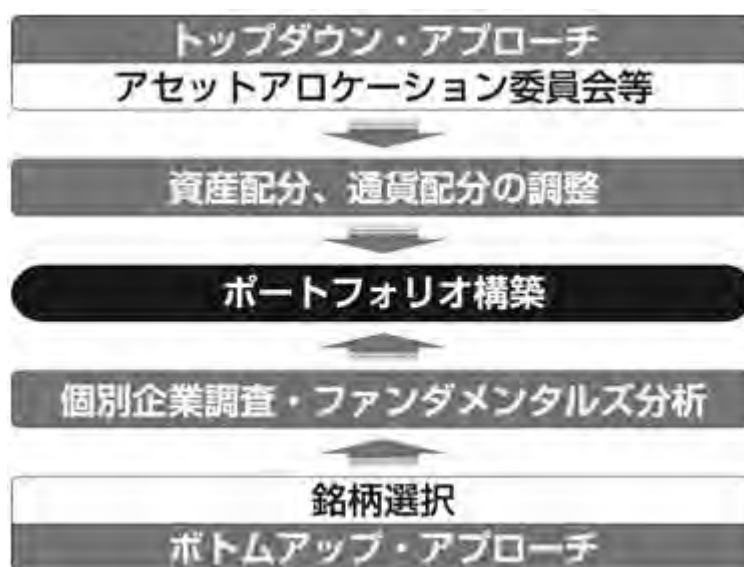 トップダウン・アプローチ
アセットアロケーション委員会等
資産配分、通貨配分の調整
ポートフォリオ構築
個別企業調査・ファンダメンタルズ分析
銘柄選択
ボトムアップ・アプローチ